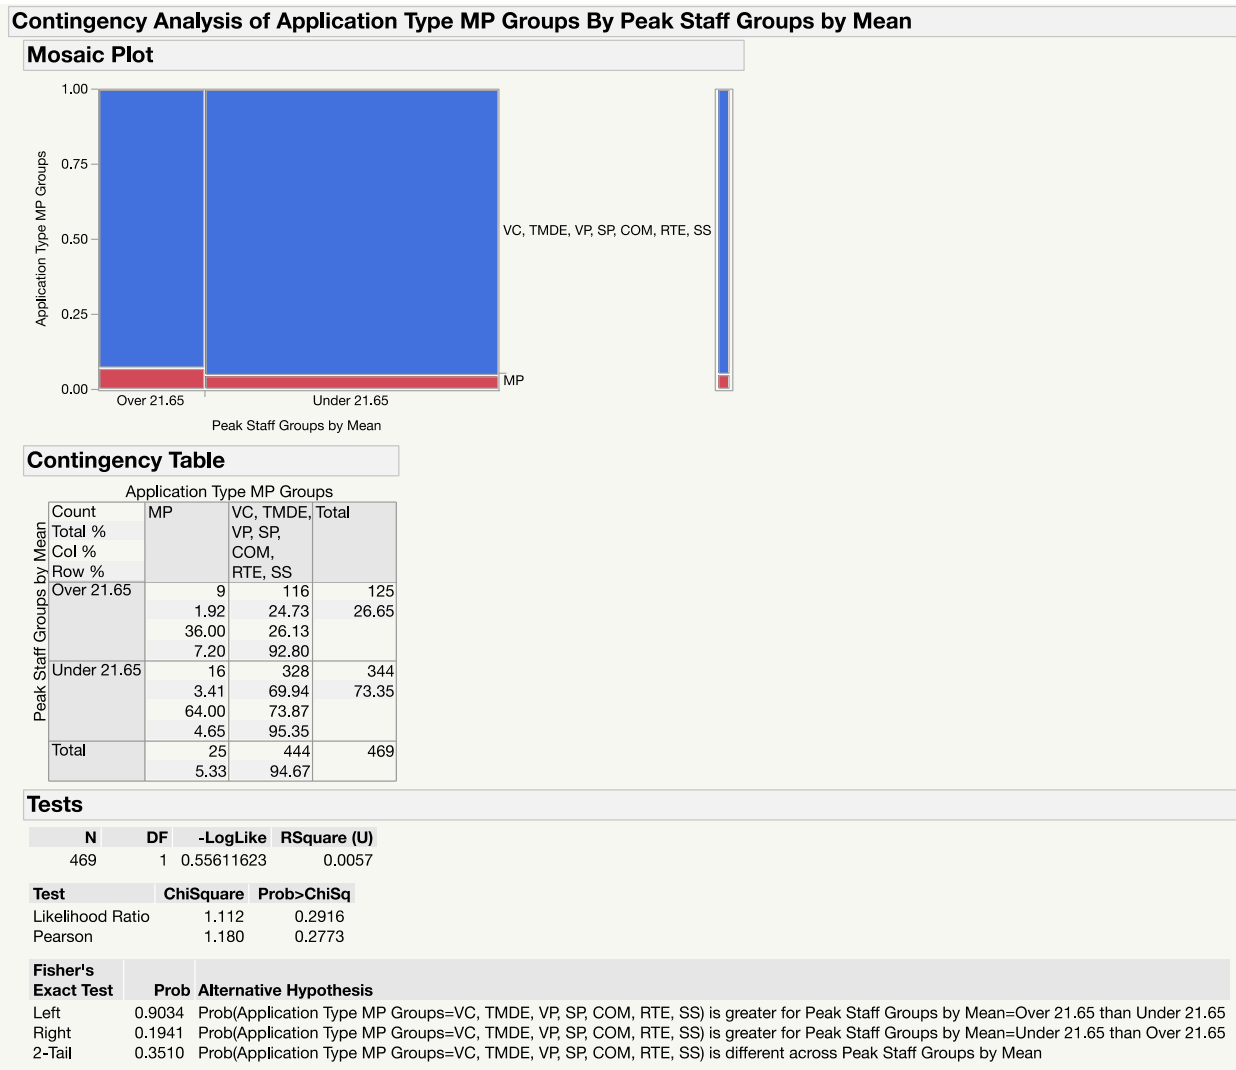 Contingency Analysis of Application Type MP Groups By Peak Staff Groups by Mean
Mosaic Plot
Application Type MP Groups
1.00
0.75
0.50
0.25
0.00
VC, TMDE, VP, SP, COM, RTE, SS
MP
Over 21.65 Under 21.65
Peak Staff Groups by Mean
Contingency Table
Application Type MP Groups
Peak Staff Groups by Mean
Count MP VC, TMDE, Total
Total % VP, SP,
Col % COM,
Row % RTE, SS
Over 21.65 9 116 125
1.92 24.73 26.65
36.00 26.13
7.20 92.80
Under 21.65 16 328 344
3.41 69.94 73.35
64.00 73.87
4.65 95.35
Total 25 444 469
5.33 94.67
Tests
N DF -LogLike RSquare (U)
469 1 0.55611623 0.0057
Test ChiSquare Prob>ChiSq
Likelihood Ratio 1.112 0.2916
Pearson 1.180 0.2773
Fisher's
Exact Test Prob Alternative Hypothesis
Left 0.9034 Prob(Application Type MP Groups=VC, TMDE, VP, SP, COM, RTE, SS) is greater for Peak Staff Groups by Mean=Over 21.65 than Under 21.65
Right 0.1941 Prob(Application Type MP Groups=VC, TMDE, VP, SP, COM, RTE, SS) is greater for Peak Staff Groups by Mean=Under 21.65 than Over 21.65
2-Tail 0.3510 Prob(Application Type MP Groups=VC, TMDE, VP, SP, COM, RTE, SS) is different across Peak Staff Groups by Mean